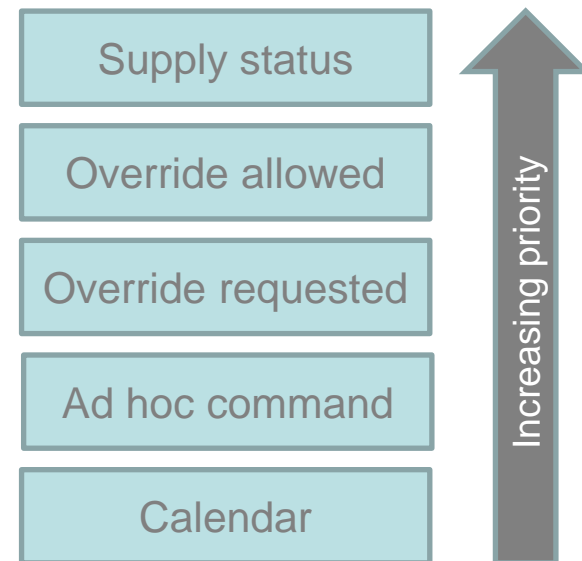 Supply status
Override allowed
Override requested
Ad hoc command
Calendar
Increasing priority